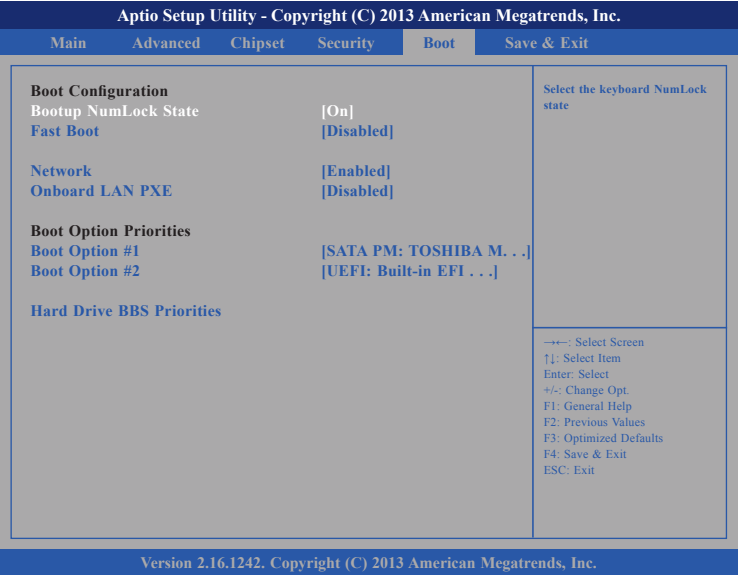 Aptio Setup Utility - Copyright (C) 2013 American Megatrends, Inc.
Main Advanced Chipset Security Boot Save & Exit
Boot Configuration
Bootup NumLock State [On]
Fast Boot [Disabled]
Network [Enabled]
Onboard LAN PXE [Disabled]
Boot Option Priorities
Boot Option #1 [SATA PM: TOSHIBA M. . .]
Boot Option #2 [UEFI: Built-in EFI . . .]
Hard Drive BBS Priorities
Select the keyboard NumLock
state
→←: Select Screen
↑↓: Select Item
Enter: Select
+/-: Change Opt.
F1: General Help
F2: Previous Values
F3: Optimized Defaults
F4: Save & Exit
ESC: Exit
Version 2.16.1242. Copyright (C) 2013 American Megatrends, Inc.